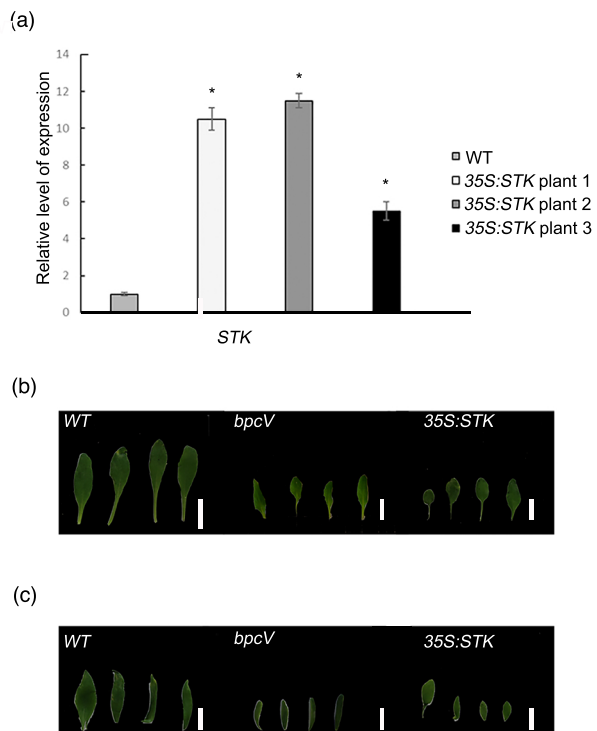 (a)
Relative level of expression
14
12
10
8
6
4
2
0
*
*
*
STK
WT
35S:STK plant 1
35S:STK plant 2
35S:STK plant 3
(b)
WT
bpcV
35S:STK
(c)
WT
bpcV
35S:STK